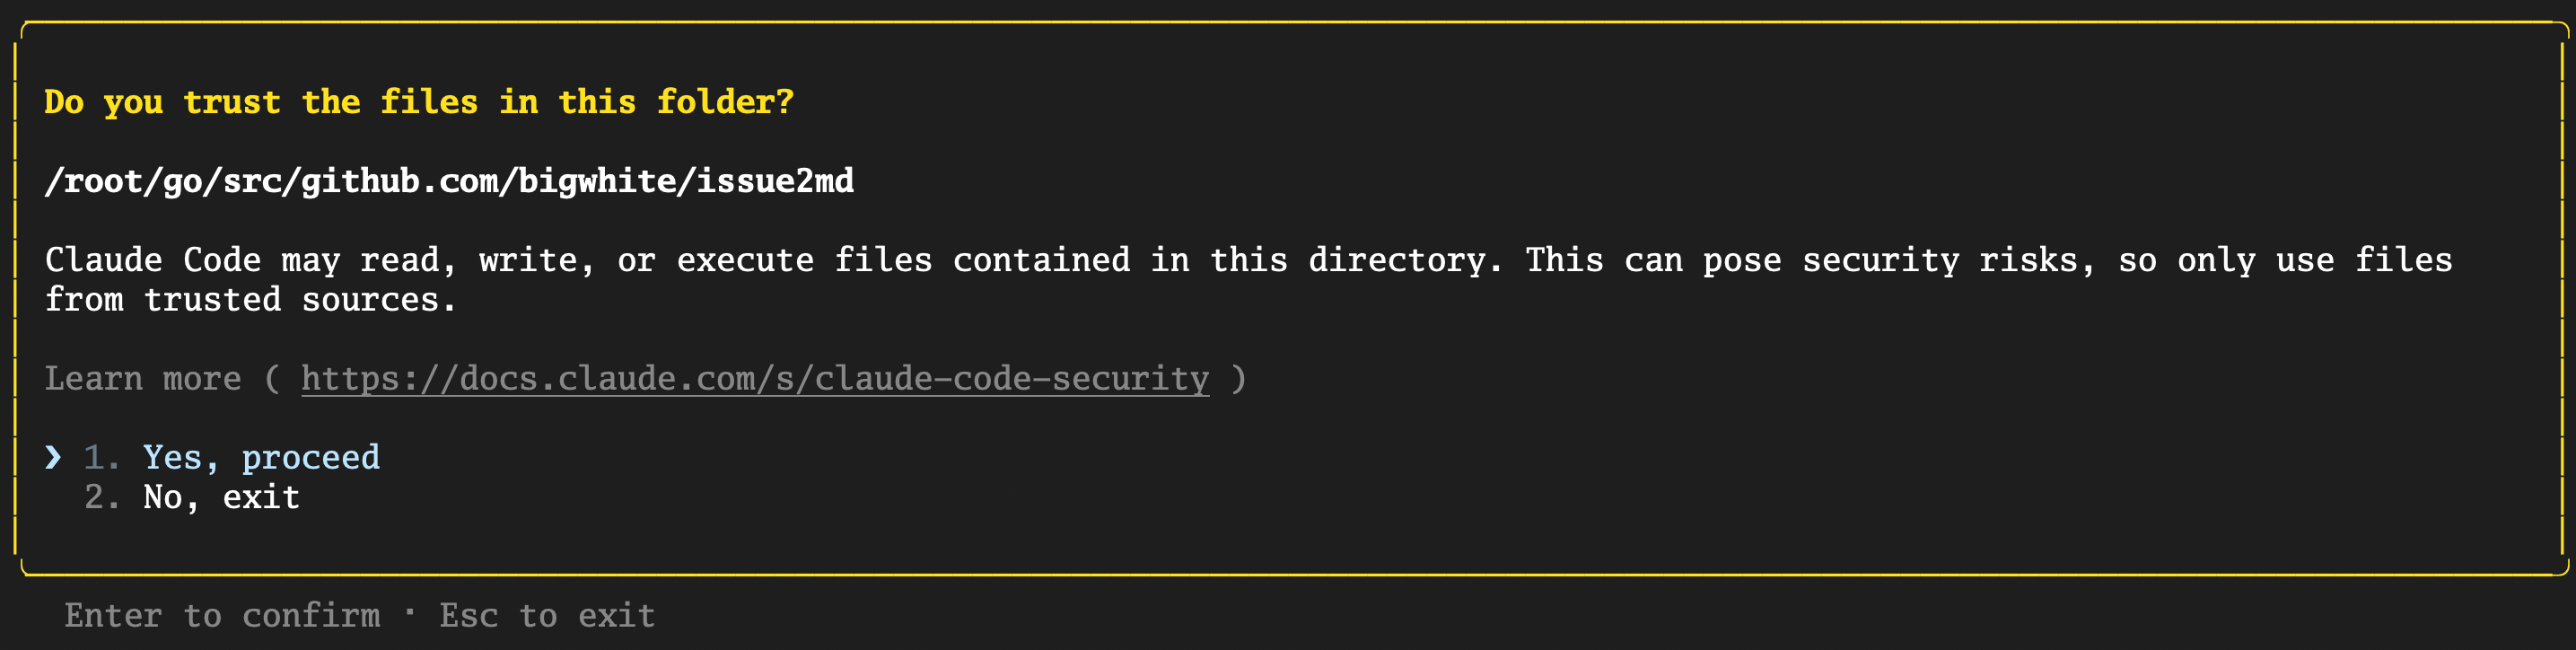 Do you trust the files in this folder?
/root/go/src/github.com/bigwhite/issue2md
Claude Code may read, write, or execute files contained in this directory. This can pose security risks, so only use files
from trusted sources.
Learn more ( https://docs.claude.com/s/claude-code-security )
❯ 1. Yes, proceed
2. No, exit
Enter to confirm · Esc to exit